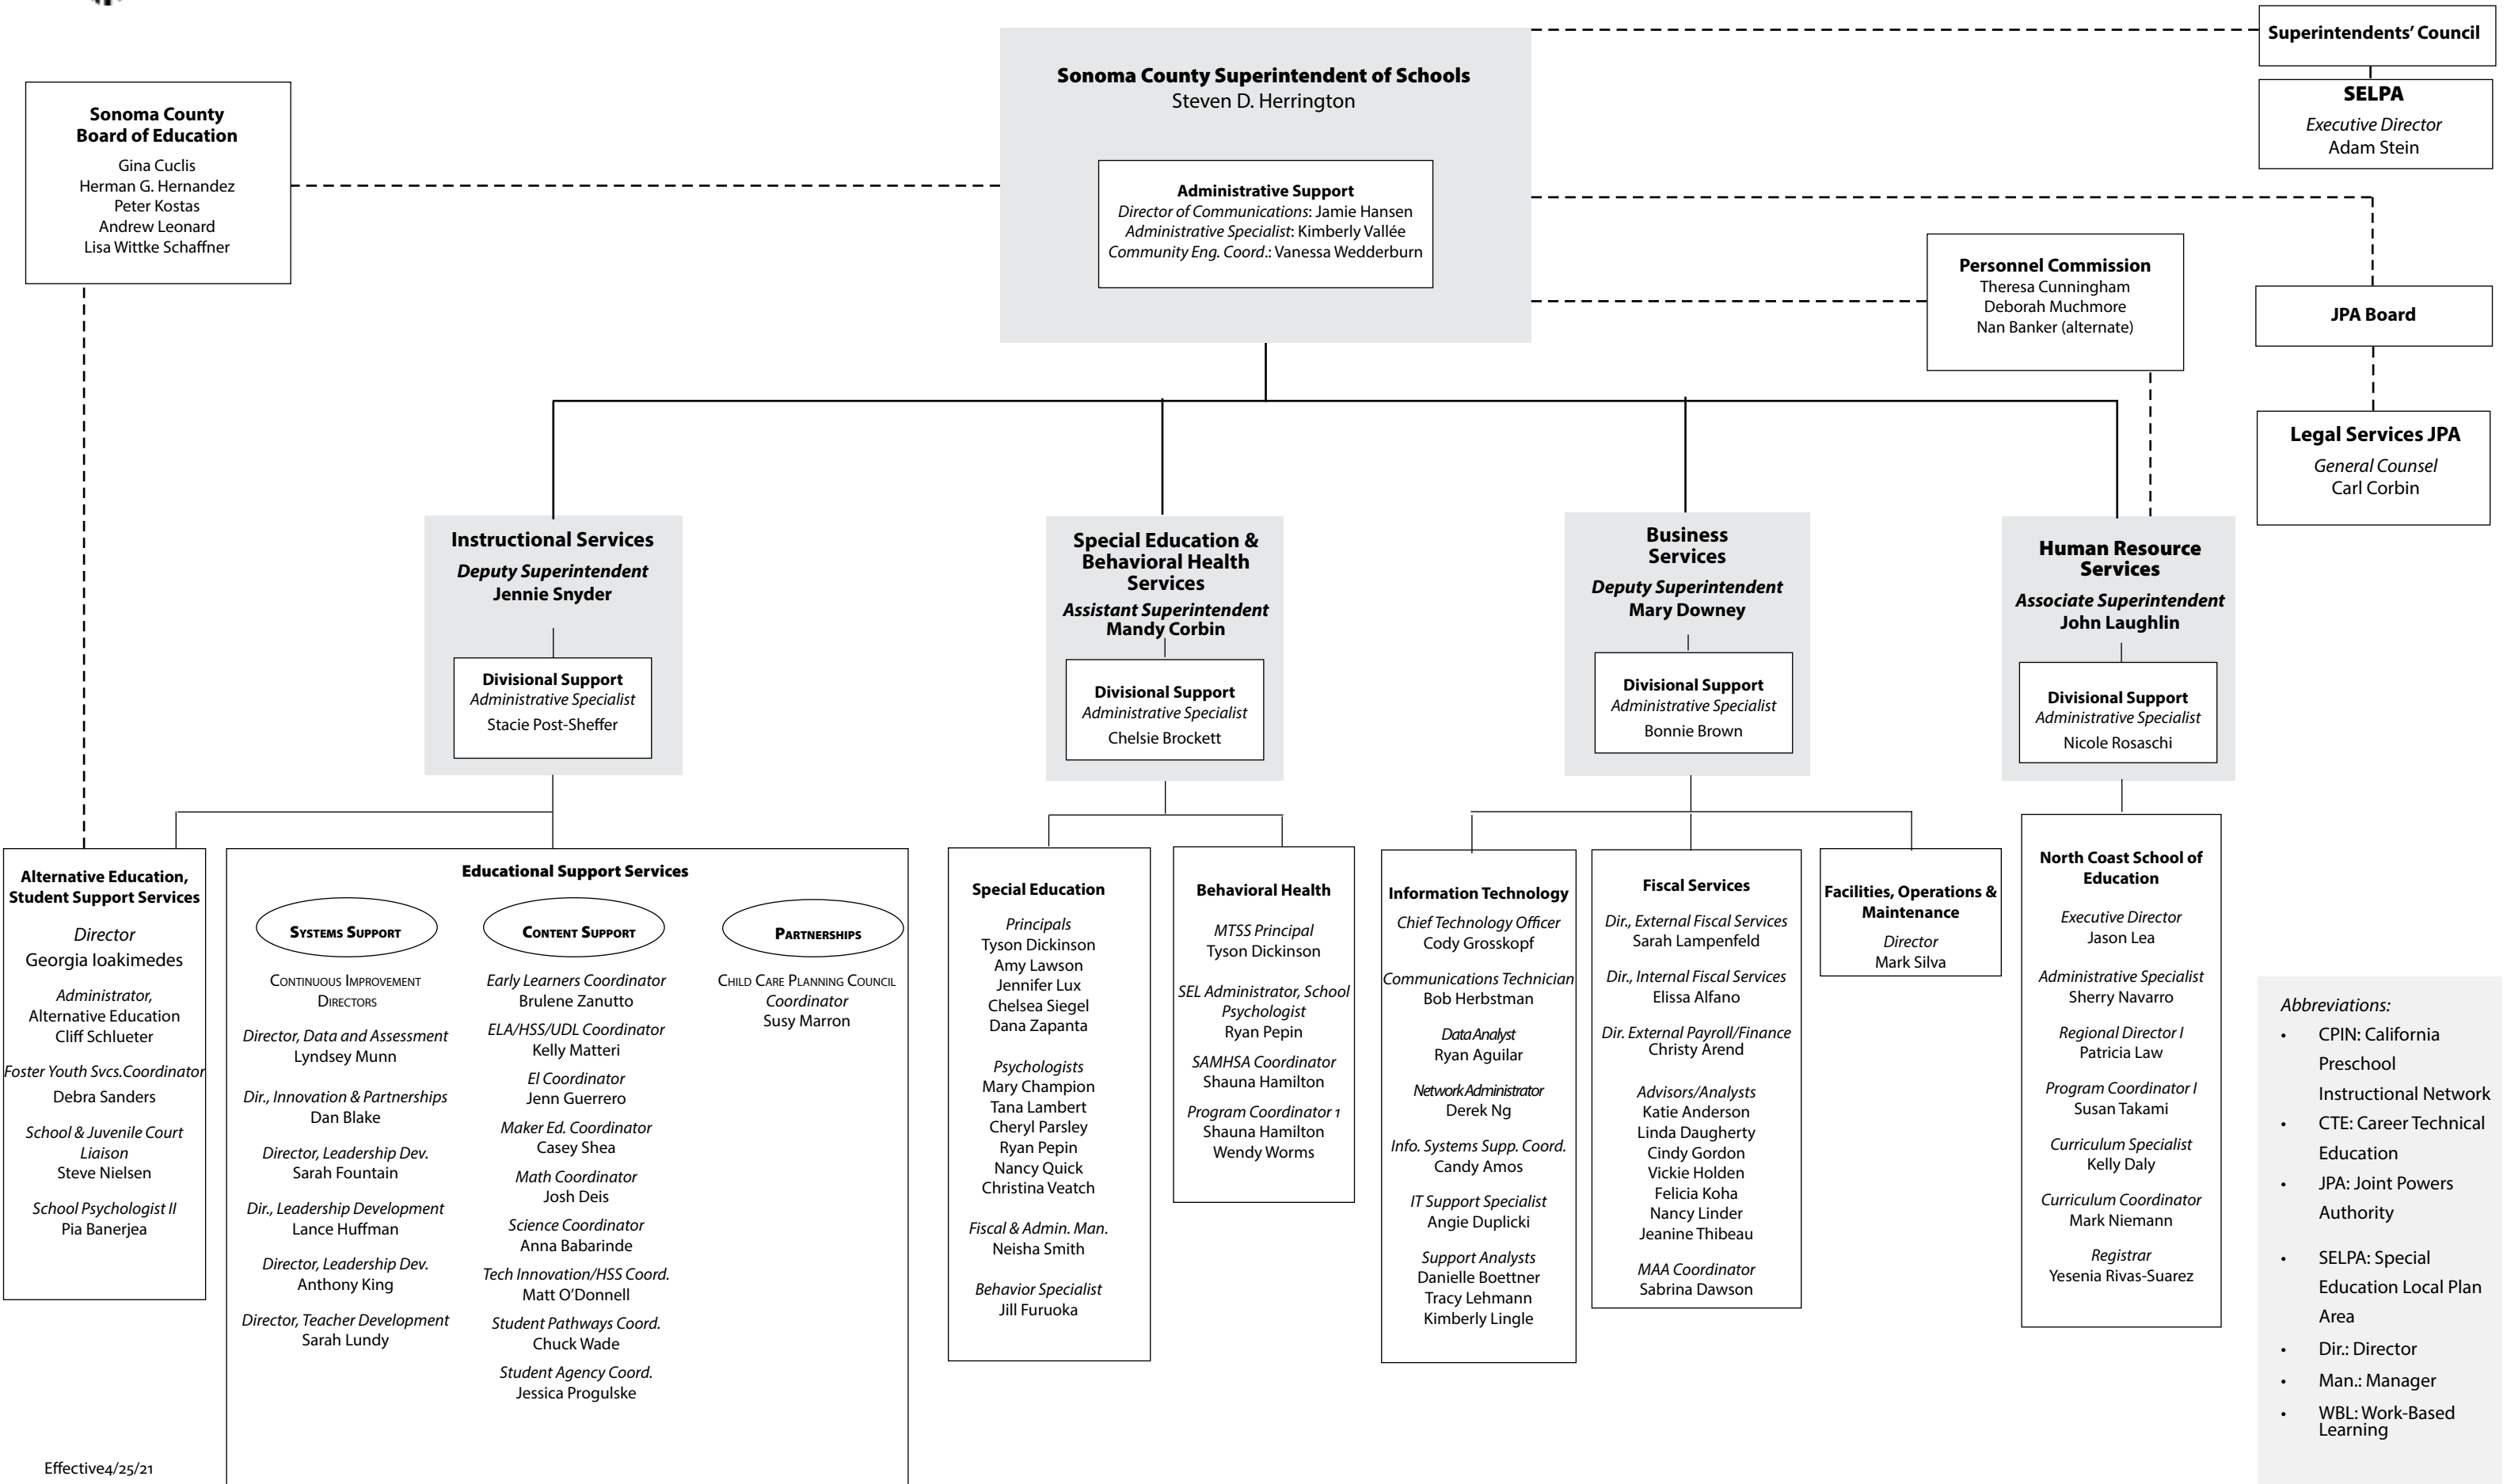 Superintendents’ Council
SELPA
Executive Director
Adam Stein
Sonoma County Superintendent of Schools
Steven D. Herrington
Administrative Support
Director of Communications: Jamie Hansen
Administrative Specialist: Kimberly Vallée
Community Eng. Coord.: Vanessa Wedderburn
Sonoma County
Board of Education
Gina Cuclis
Herman G. Hernandez
Peter Kostas
Andrew Leonard
Lisa Wittke Schaffner
Personnel Commission
Theresa Cunningham
Deborah Muchmore
Nan Banker (alternate)
JPA Board
Legal Services JPA
General Counsel
Carl Corbin
Instructional Services
Deputy Superintendent
Jennie Snyder
Divisional Support
Administrative Specialist
Stacie Post-Sheffer
Special Education &
Behavioral Health
Services
Assistant Superintendent
Mandy Corbin
Divisional Support
Administrative Specialist
Chelsie Brockett
Business
Services
Deputy Superintendent
Mary Downey
Divisional Support
Administrative Specialist
Bonnie Brown
Human Resource
Services
Associate Superintendent
John Laughlin
Divisional Support
Administrative Specialist
Nicole Rosaschi
Alternative Education,
Student Support Services
Director
Georgia Ioakimedes
Administrator,
Alternative Education
Cliff Schlueter
Foster Youth Svcs.Coordinator
Debra Sanders
School & Juvenile Court
Liaison
Steve Nielsen
School Psychologist II
Pia Banerjea
Educational Support Services
Systems Support
Continuous Improvement
Directors
Director, Data and Assessment
Lyndsey Munn
Dir., Innovation & Partnerships
Dan Blake
Director, Leadership Dev.
Sarah Fountain
Dir., Leadership Development
Lance Huffman
Director, Leadership Dev.
Anthony King
Director, Teacher Development
Sarah Lundy
Content Support
Early Learners Coordinator
Brulene Zanutto
ELA/HSS/UDL Coordinator
Kelly Matteri
El Coordinator
Jenn Guerrero
Maker Ed. Coordinator
Casey Shea
Math Coordinator
Josh Deis
Science Coordinator
Anna Babarinde
Tech Innovation/HSS Coord.
Matt O’Donnell
Student Pathways Coord.
Chuck Wade
Student Agency Coord.
Jessica Progulske
Partnerships
Child Care Planning Council
Coordinator
Susy Marron
Special Education
Principals
Tyson Dickinson
Amy Lawson
Jennifer Lux
Chelsea Siegel
Dana Zapanta
Psychologists
Mary Champion
Tana Lambert
Cheryl Parsley
Ryan Pepin
Nancy Quick
Christina Veatch
Fiscal & Admin. Man.
Neisha Smith
Behavior Specialist
Jill Furuoka
Behavioral Health
MTSS Principal
Tyson Dickinson
SEL Administrator, School
Psychologist
Ryan Pepin
SAMHSA Coordinator
Shauna Hamilton
Program Coordinator 1
Shauna Hamilton
Wendy Worms
Information Technology
Chief Technology Officer
Cody Grosskopf
Communications Technician
Bob Herbstman
Data Analyst
Ryan Aguilar
Network Administrator
Derek Ng
Info. Systems Supp. Coord.
Candy Amos
IT Support Specialist
Angie Duplicki
Support Analysts
Danielle Boettner
Tracy Lehmann
Kimberly Lingle
Fiscal Services
Dir., External Fiscal Services
Sarah Lampenfeld
Dir., Internal Fiscal Services
Elissa Alfano
Dir. External Payroll/Finance
Christy Arend
Advisors/Analysts
Katie Anderson
Linda Daugherty
Cindy Gordon
Vickie Holden
Felicia Koha
Nancy Linder
Jeanine Thibeau
MAA Coordinator
Sabrina Dawson
Facilities, Operations &
Maintenance
Director
Mark Silva
North Coast School of
Education
Executive Director
Jason Lea
Administrative Specialist
Sherry Navarro
Regional Director I
Patricia Law
Program Coordinator I
Susan Takami
Curriculum Specialist
Kelly Daly
Curriculum Coordinator
Mark Niemann
Registrar
Yesenia Rivas-Suarez
Abbreviations:
• CPIN: California
Preschool
Instructional Network
• CTE: Career Technical
Education
• JPA: Joint Powers
Authority
• SELPA: Special
Education Local Plan
Area
• Dir.: Director
• Man.: Manager
• WBL: Work-Based
Learning
Effective4/25/21